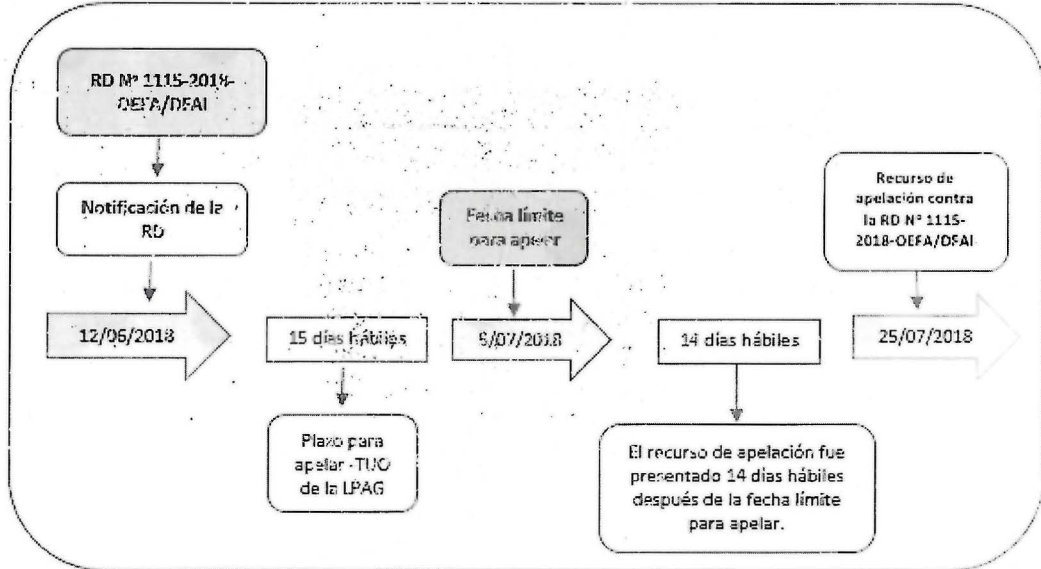 RD N° 1115-2018-
OEFA/DFAI
Notificación de la
RD
Fecha límite
para apelar
Recurso de
apelación contra
la RD N° 1115-
2018-OEFA/DFAI
12/06/2018
15 días hábiles
5/07/2018
14 días hábiles
25/07/2018
Plazo para
apelar -TUO
de la LPAG
El recurso de apelación fue
presentado 14 días hábiles
después de la fecha límite
para apelar.